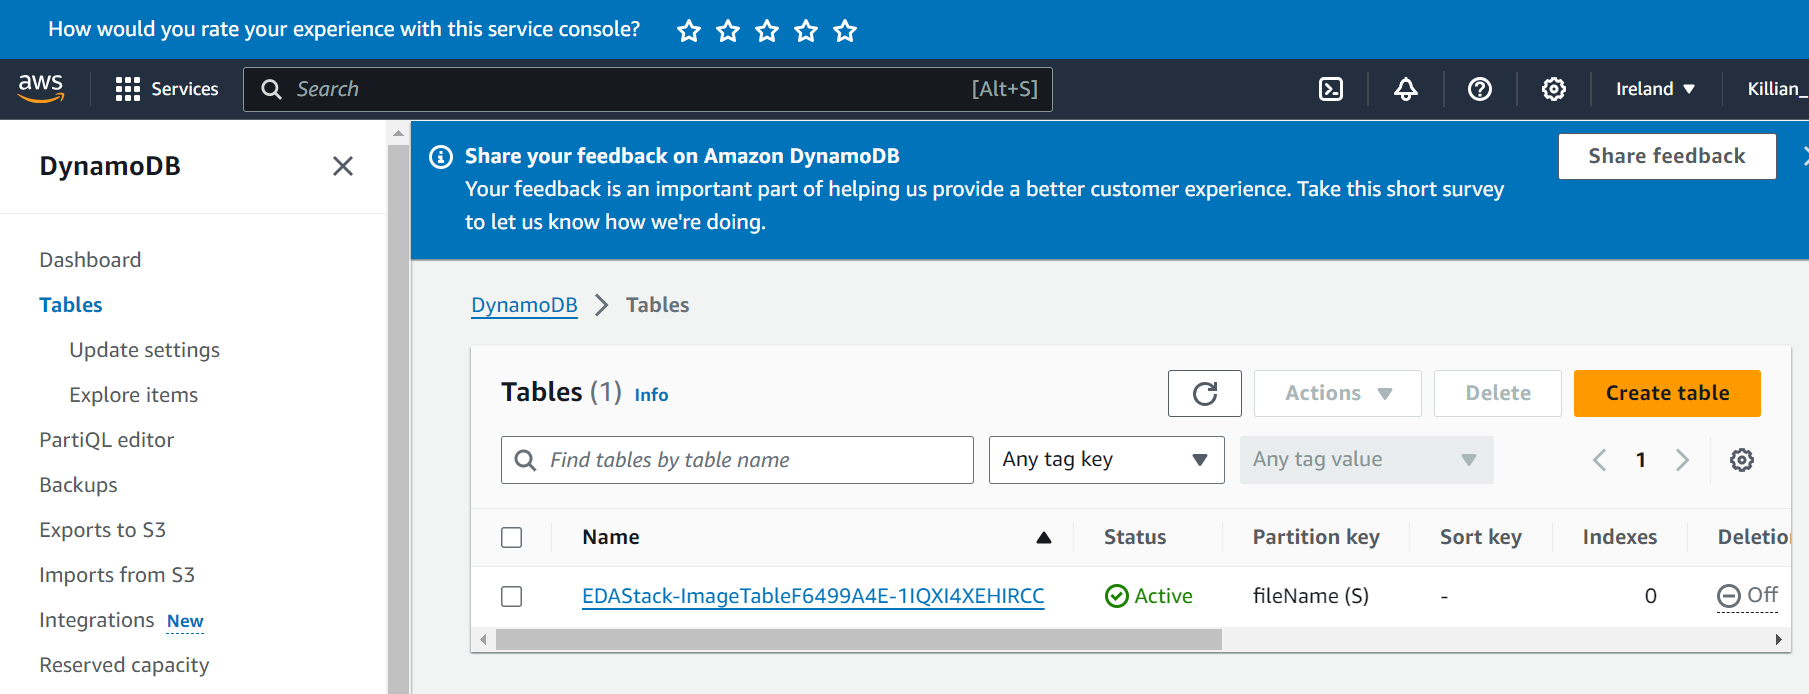 How would you rate your experience with this service console?
aws
Services
Search
[Alt+S]
Ireland
Killian_
DynamoDB
Dashboard
Tables
Update settings
Explore items
PartiQL editor
Backups
Exports to S3
Imports from S3
Integrations New
Reserved capacity
Share your feedback on Amazon DynamoDB
Your feedback is an important part of helping us provide a better customer experience. Take this short survey
to let us know how we're doing.
Share feedback
DynamoDB
Tables
Tables (1) Info
Actions
Delete
Create table
Find tables by table name
Any tag key
Any tag value
1
Name
Status
Partition key
Sort key
Indexes
Deletio
EDAStack-ImageTableF6499A4E-1IQXI4XEHIRCC
Active
fileName (S)
-
0
Off